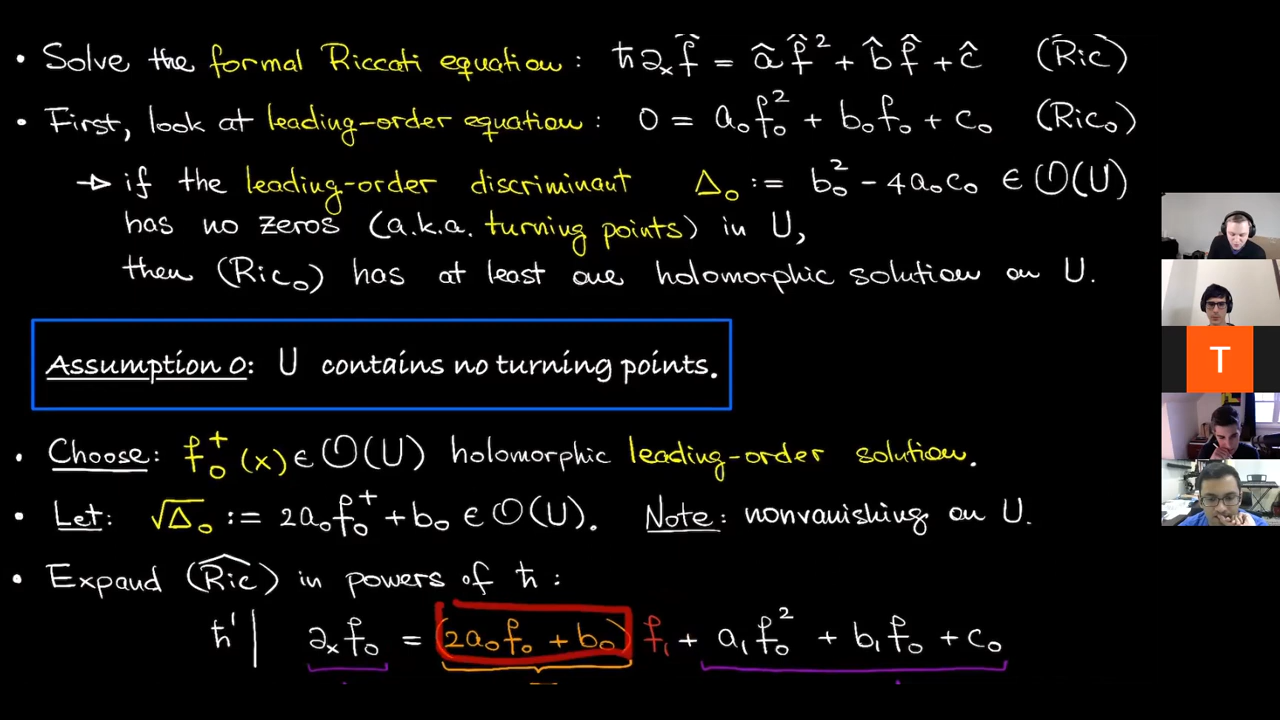 • Solve the formal Riccati equation: ħ∂ₓf̂ = âf̂² + b̂f̂ + ĉ (R̂ic)
• First, look at leading-order equation: 0 = a₀f₀² + b₀f₀ + c₀ (Ric₀)
→ if the leading-order discriminant Δ₀ := b₀² − 4a₀c₀ ∈ O(U)
has no zeros (a.k.a. turning points) in U,
then (Ric₀) has at least one holomorphic solution on U.
Assumption 0: U contains no turning points.
• Choose: f₀⁺(x) ∈ O(U) holomorphic leading-order solution.
• Let: √Δ₀ := 2a₀f₀⁺ + b₀ ∈ O(U). Note: nonvanishing on U.
• Expand (R̂ic) in powers of ħ:
ħ¹| ∂ₓf₀ = (2a₀f₀ + b₀) f₁ + a₁f₀² + b₁f₀ + c₀
T